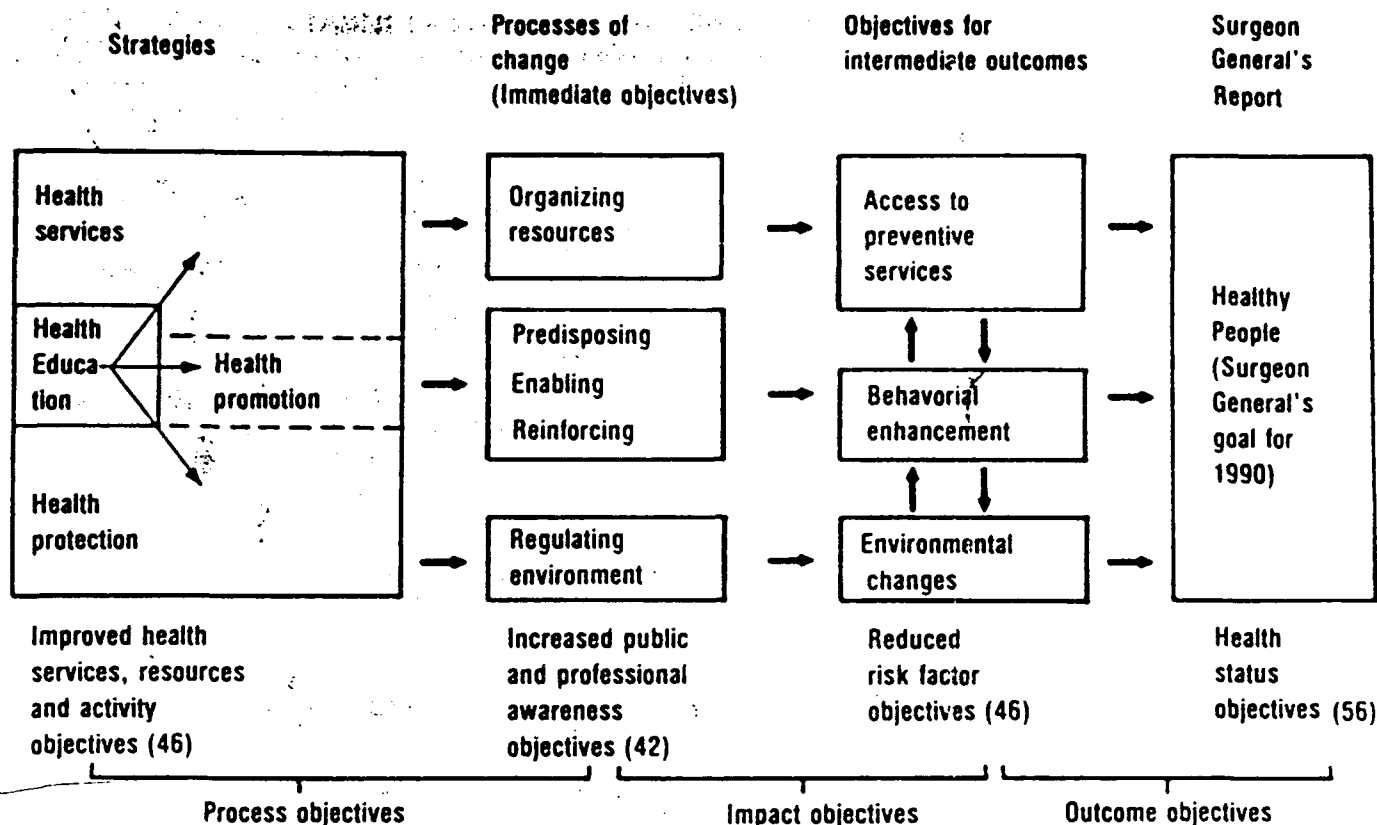 Strategies
Processes of
change
(Immediate objectives)
Objectives for
intermediate outcomes
Surgeon
General's
Report
Health
services
Health
Educa-
tion
Health
promotion
Health
protection
Organizing
resources
Predisposing
Enabling
Reinforcing
Regulating
environment
Access to
preventive
services
Behavorial
enhancement
Environmental
changes
Healthy
People
(Surgeon
General's
goal for
1990)
Improved health
services, resources
and activity
objectives (46)
Increased public
and professional
awareness
objectives (42)
Reduced
risk factor
objectives (46)
Health
status
objectives (56)
Process objectives
Impact objectives
Outcome objectives